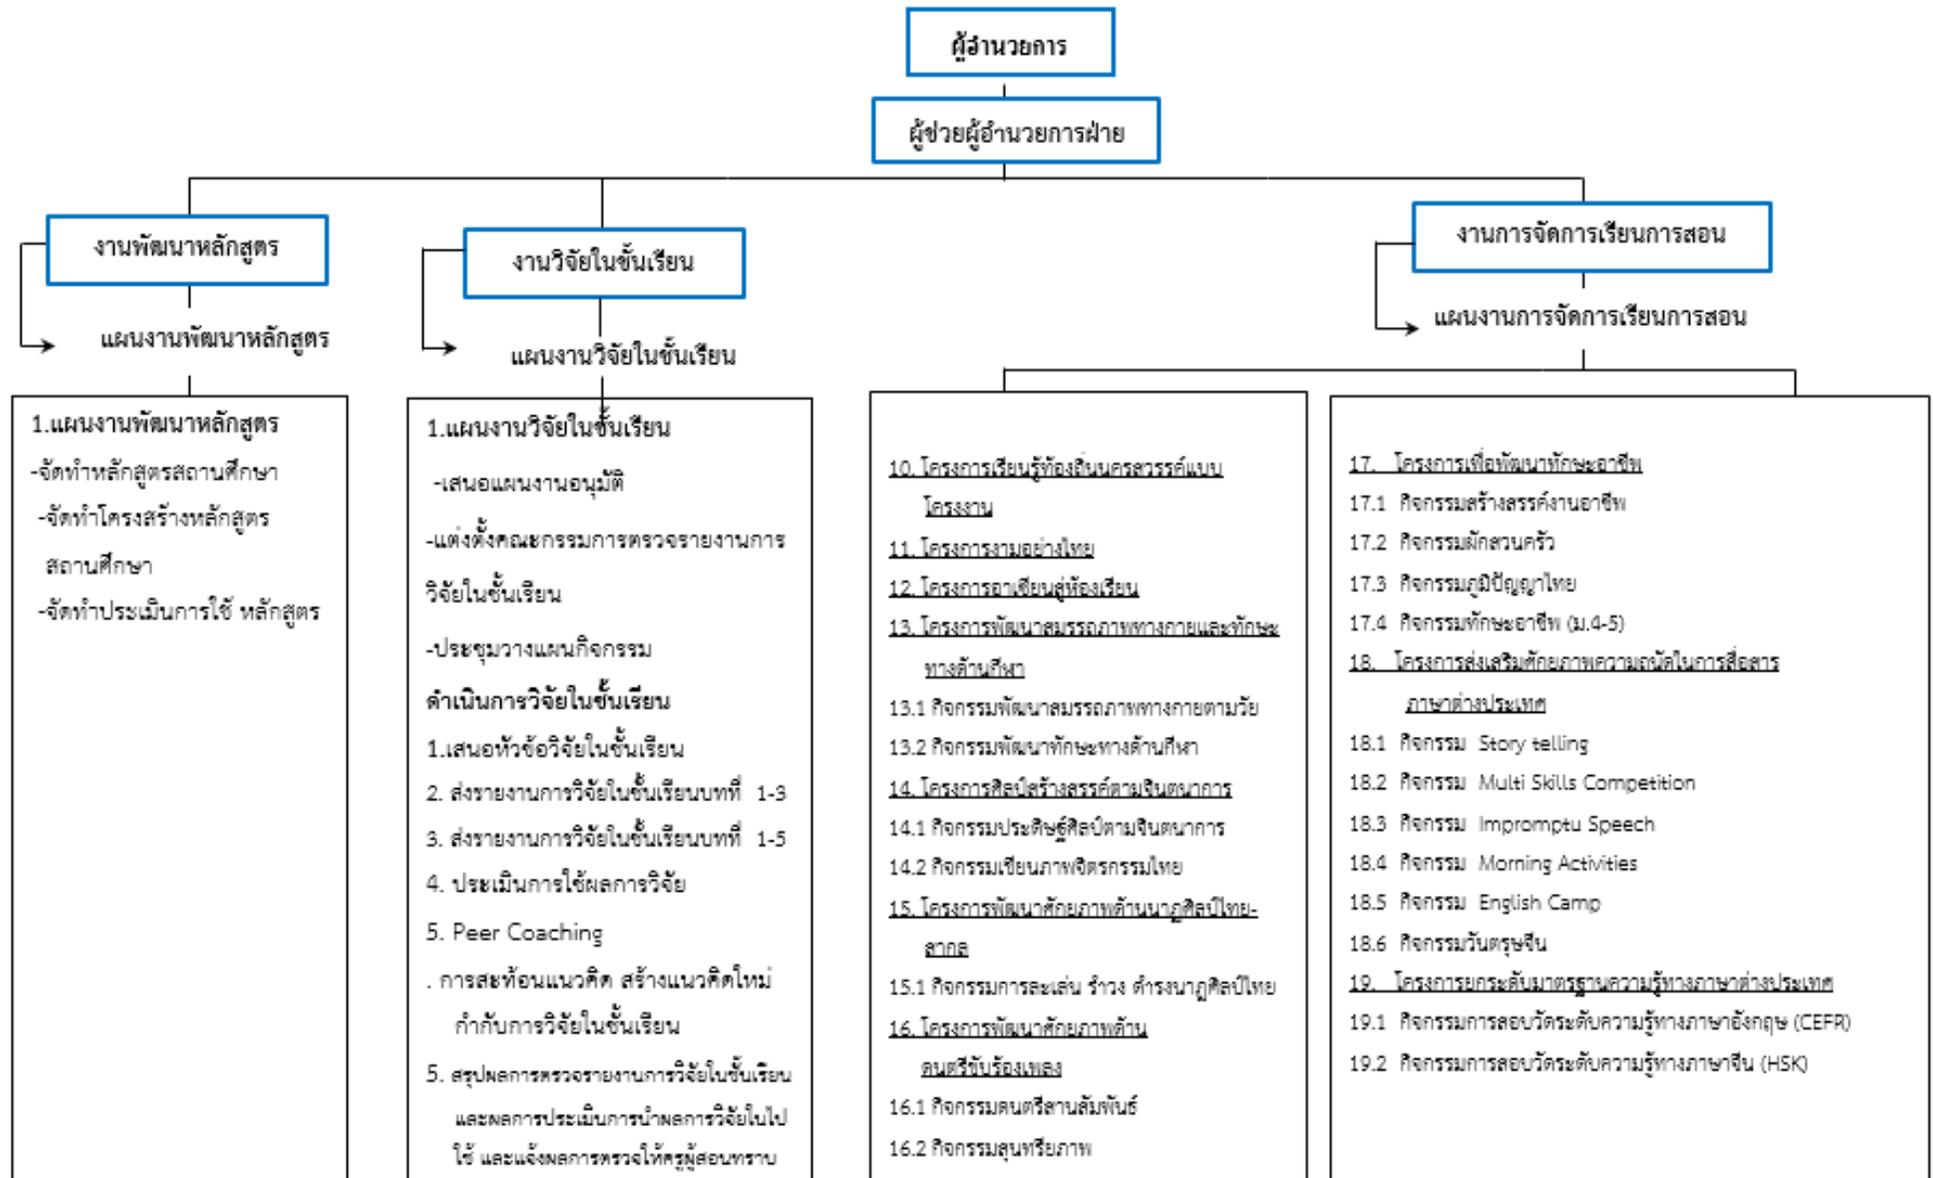 ผู้อำนวยการ
ผู้ช่วยผู้อำนวยการฝ่าย
งานพัฒนาหลักสูตร
แผนงานพัฒนาหลักสูตร
1.แผนงานพัฒนาหลักสูตร
-จัดทำหลักสูตรสถานศึกษา
-จัดทำโครงสร้างหลักสูตร
สถานศึกษา
-จัดทำประเมินการใช้ หลักสูตร
งานวิจัยในชั้นเรียน
แผนงานวิจัยในชั้นเรียน
1.แผนงานวิจัยในชั้นเรียน
-เสนอแผนงานอนุมัติ
-แต่งตั้งคณะกรรมการตรวจรายงานการ
วิจัยในชั้นเรียน
-ประชุมวางแผนกิจกรรม
ดำเนินการวิจัยในชั้นเรียน
1.เสนอหัวข้อวิจัยในชั้นเรียน
2. ส่งรายงานการวิจัยในชั้นเรียนบทที่ 1-3
3. ส่งรายงานการวิจัยในชั้นเรียนบทที่ 1-5
4. ประเมินการใช้ผลการวิจัย
5. Peer Coaching
. การสะท้อนแนวคิด สร้างแนวคิดใหม่
กำกับการวิจัยในชั้นเรียน
5. สรุปผลการตรวจรายงานการวิจัยในชั้นเรียน
และผลการประเมินการนำผลการวิจัยในไป
ใช้ และแจ้งผลการตรวจให้ครูผู้สอนทราบ
งานการจัดการเรียนการสอน
แผนงานการจัดการเรียนการสอน
10. โครงการเรียนรู้ท้องถิ่นนครสวรรค์แบบ
โครงงาน
11. โครงการงามอย่างไทย
12. โครงการอาเซียนสู่ห้องเรียน
13. โครงการพัฒนาสมรรถภาพทางกายและทักษะ
ทางด้านกีฬา
13.1 กิจกรรมพัฒนาสมรรถภาพทางกายตามวัย
13.2 กิจกรรมพัฒนาทักษะทางด้านกีฬา
14. โครงการศิลป์สร้างสรรค์ตามจินตนาการ
14.1 กิจกรรมประดิษฐ์ศิลป์ตามจินตนาการ
14.2 กิจกรรมเขียนภาพจิตรกรรมไทย
15. โครงการพัฒนาศักยภาพด้านนาฏศิลป์ไทย-
สากล
15.1 กิจกรรมการละเล่น รำวง ดำรงนาฏศิลป์ไทย
16. โครงการพัฒนาศักยภาพด้าน
ดนตรีขับร้องเพลง
16.1 กิจกรรมดนตรีสานสัมพันธ์
16.2 กิจกรรมสุนทรียภาพ
17. โครงการเพื่อพัฒนาทักษะอาชีพ
17.1 กิจกรรมสร้างสรรค์งานอาชีพ
17.2 กิจกรรมผักสวนครัว
17.3 กิจกรรมภูมิปัญญาไทย
17.4 กิจกรรมทักษะอาชีพ (ม.4-5)
18. โครงการส่งเสริมศักยภาพความถนัดในการสื่อสาร
ภาษาต่างประเทศ
18.1 กิจกรรม Story telling
18.2 กิจกรรม Multi Skills Competition
18.3 กิจกรรม Impromptu Speech
18.4 กิจกรรม Morning Activities
18.5 กิจกรรม English Camp
18.6 กิจกรรมวันตรุษจีน
19. โครงการยกระดับมาตรฐานความรู้ทางภาษาต่างประเทศ
19.1 กิจกรรมการสอบวัดระดับความรู้ทางภาษาอังกฤษ (CEFR)
19.2 กิจกรรมการสอบวัดระดับความรู้ทางภาษาจีน (HSK)